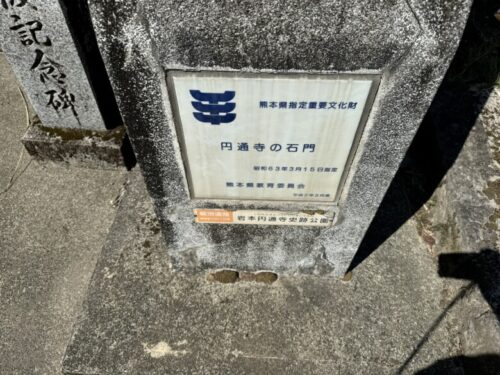 記念碑
熊本県指定重要文化財
円通寺の石門
昭和63年3月15日指定
熊本県教育委員会
岩本円通寺史跡公園